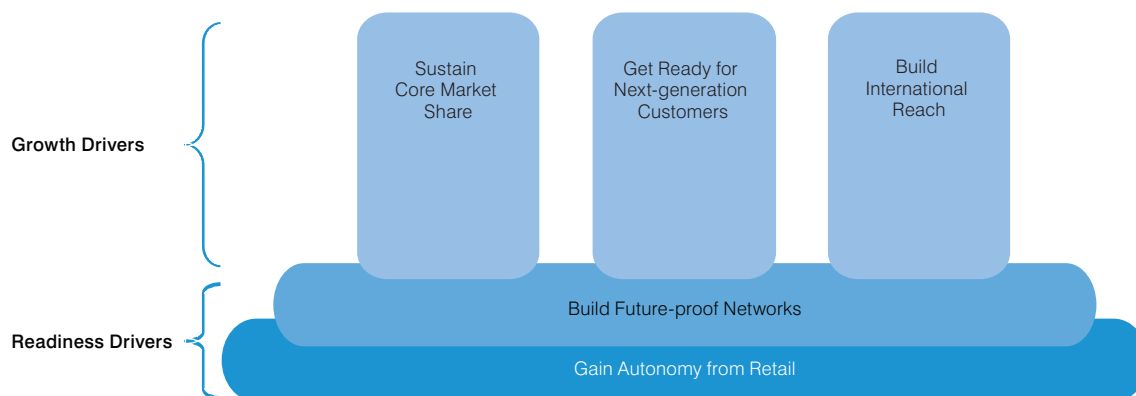 Sustain
Core Market
Share
Get Ready for
Next-generation
Customers
Build
International
Reach
Growth Drivers
Build Future-proof Networks
Readiness Drivers
Gain Autonomy from Retail